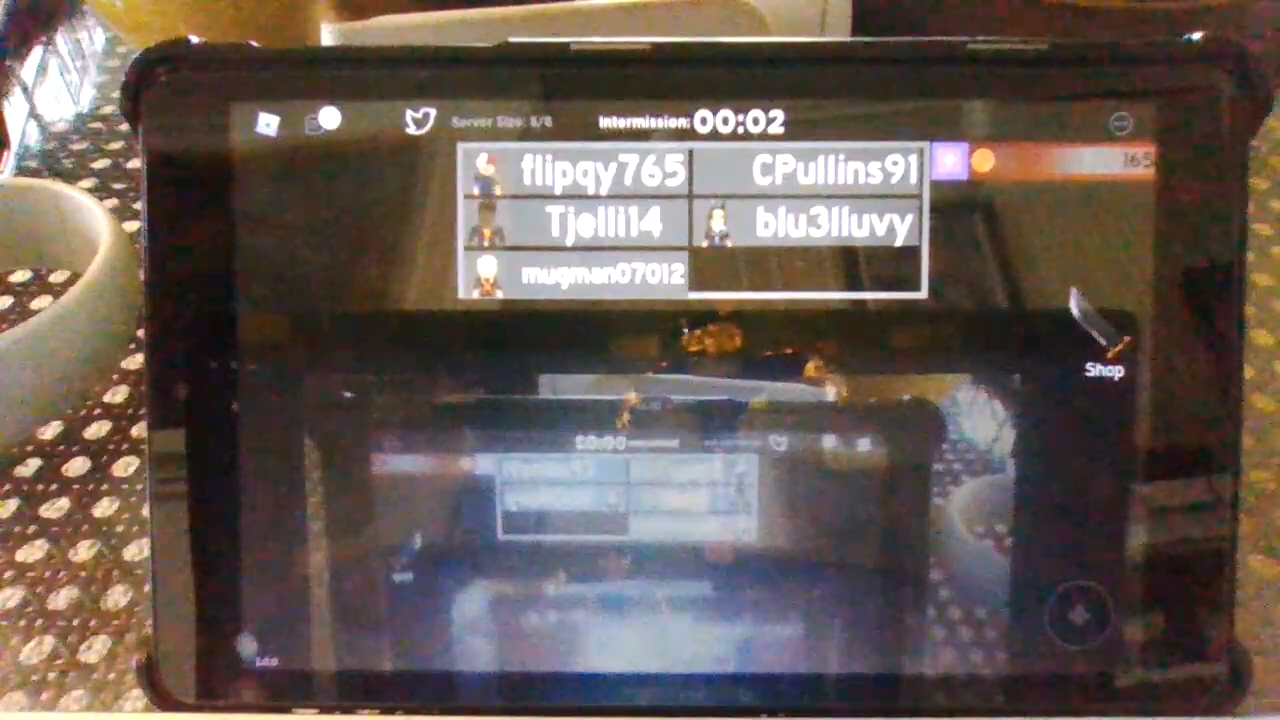 Server Size: 5/8
Intermission: 00:02
165
flipqy765 CPullins91
Tjelli14 blu3lluvy
mugman07012
Shop